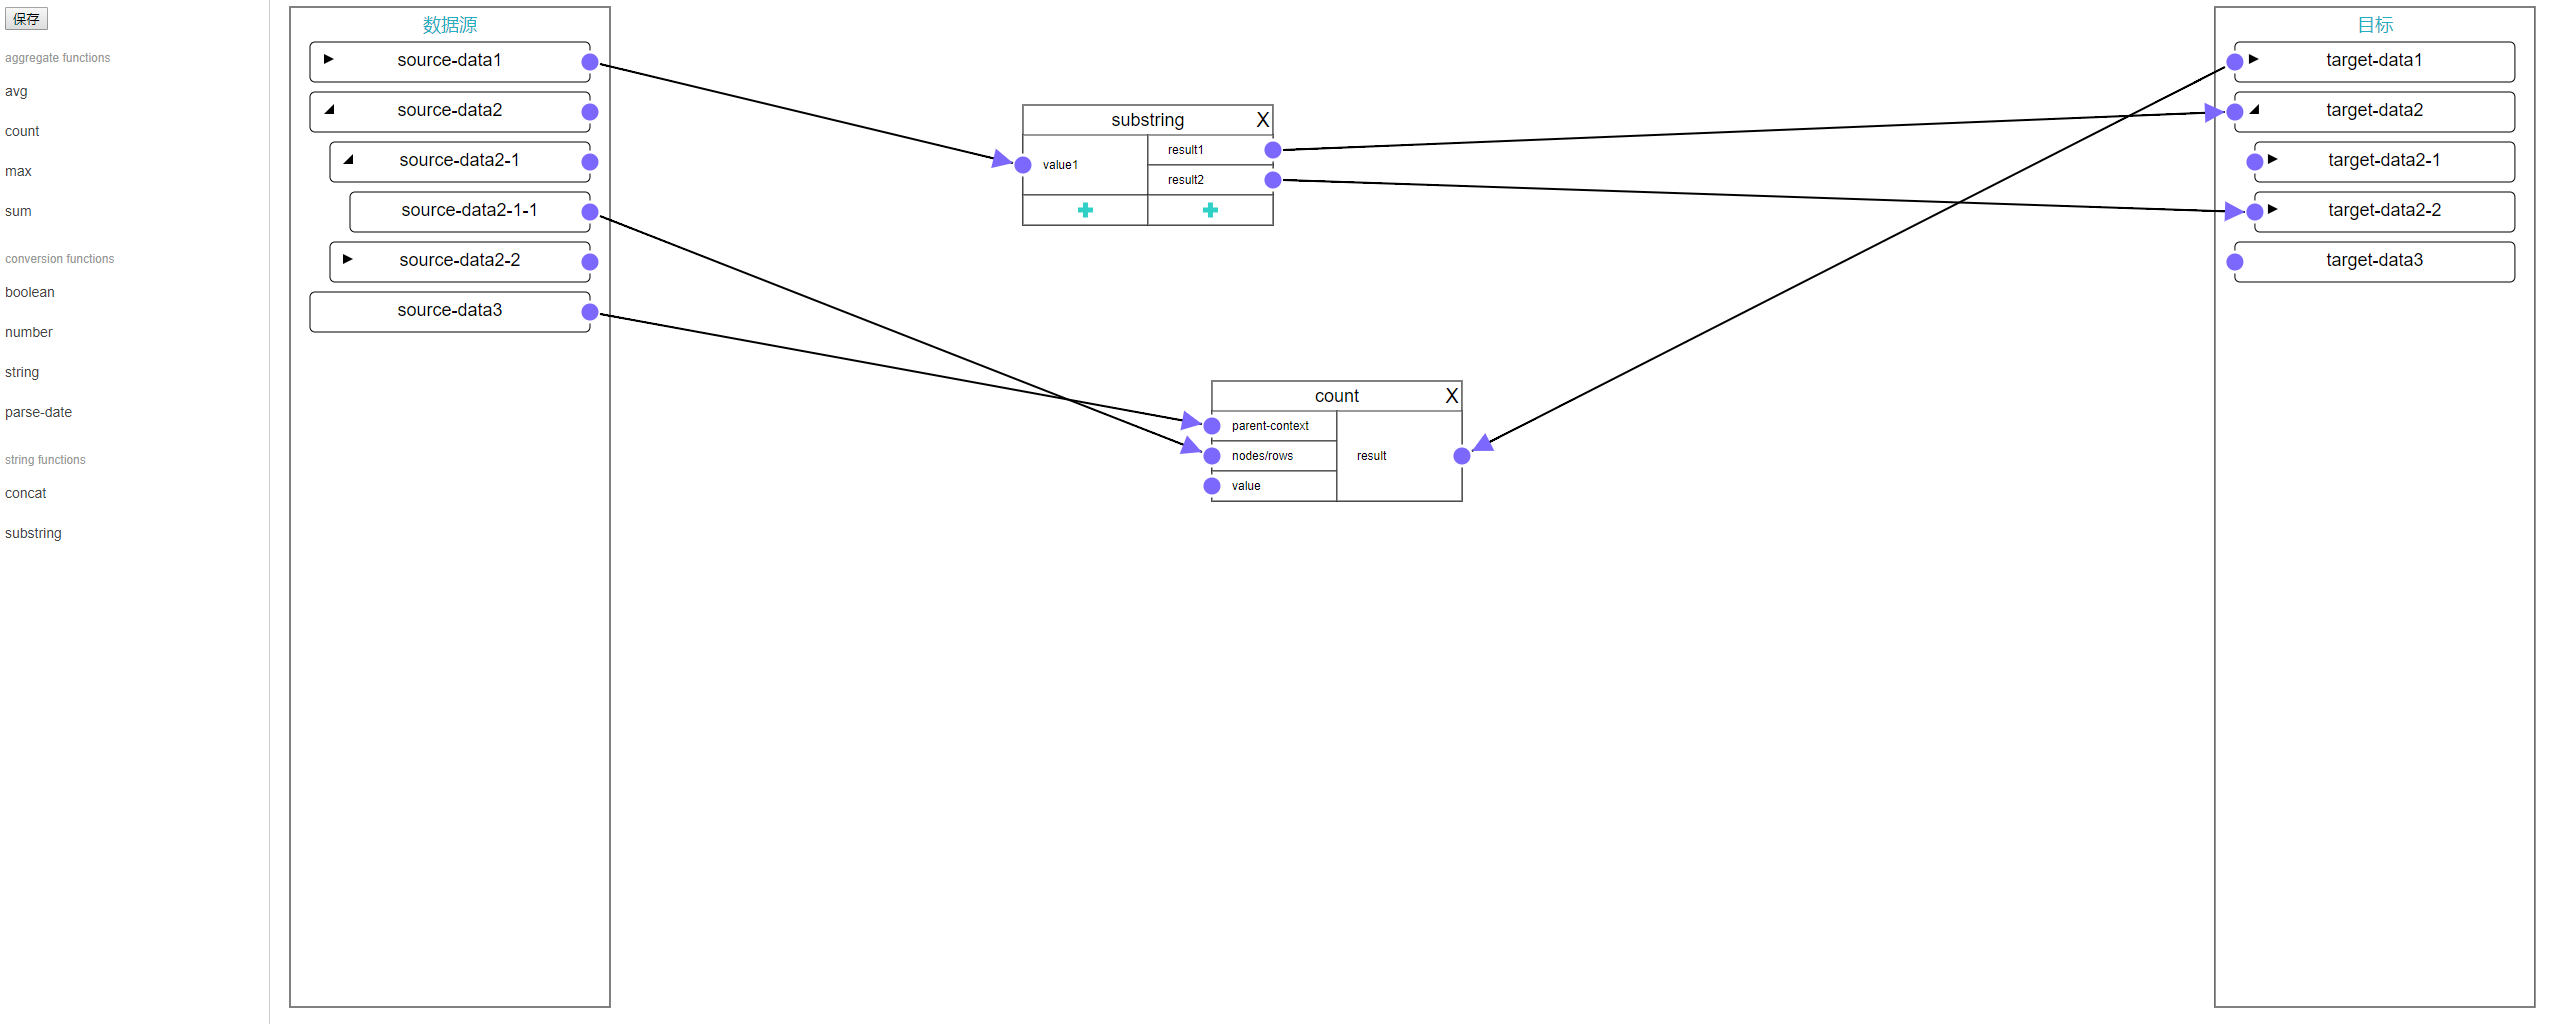 保存
aggregate functions
avg
count
max
sum
conversion functions
boolean
number
string
parse-date
string functions
concat
substring
数据源
source-data1
source-data2
source-data2-1
source-data2-1-1
source-data2-2
source-data3
substring X
value1
result1
result2
count X
parent-context
nodes/rows
value
result
目标
target-data1
target-data2
target-data2-1
target-data2-2
target-data3